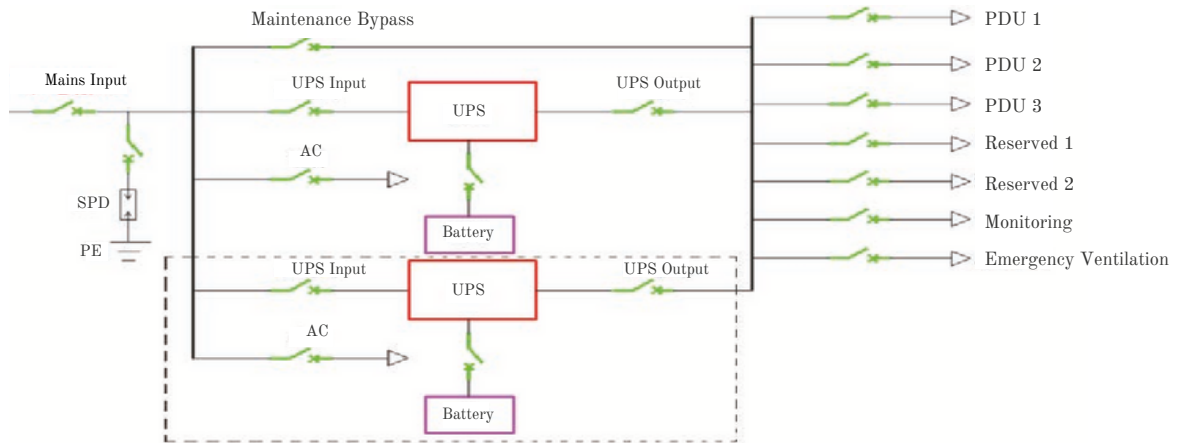 Maintenance Bypass
PDU 1
Mains Input
UPS Input
UPS
UPS Output
PDU 2
PDU 3
AC
Reserved 1
Reserved 2
SPD
PE
Battery
Monitoring
UPS Input
UPS
UPS Output
Emergency Ventilation
AC
Battery